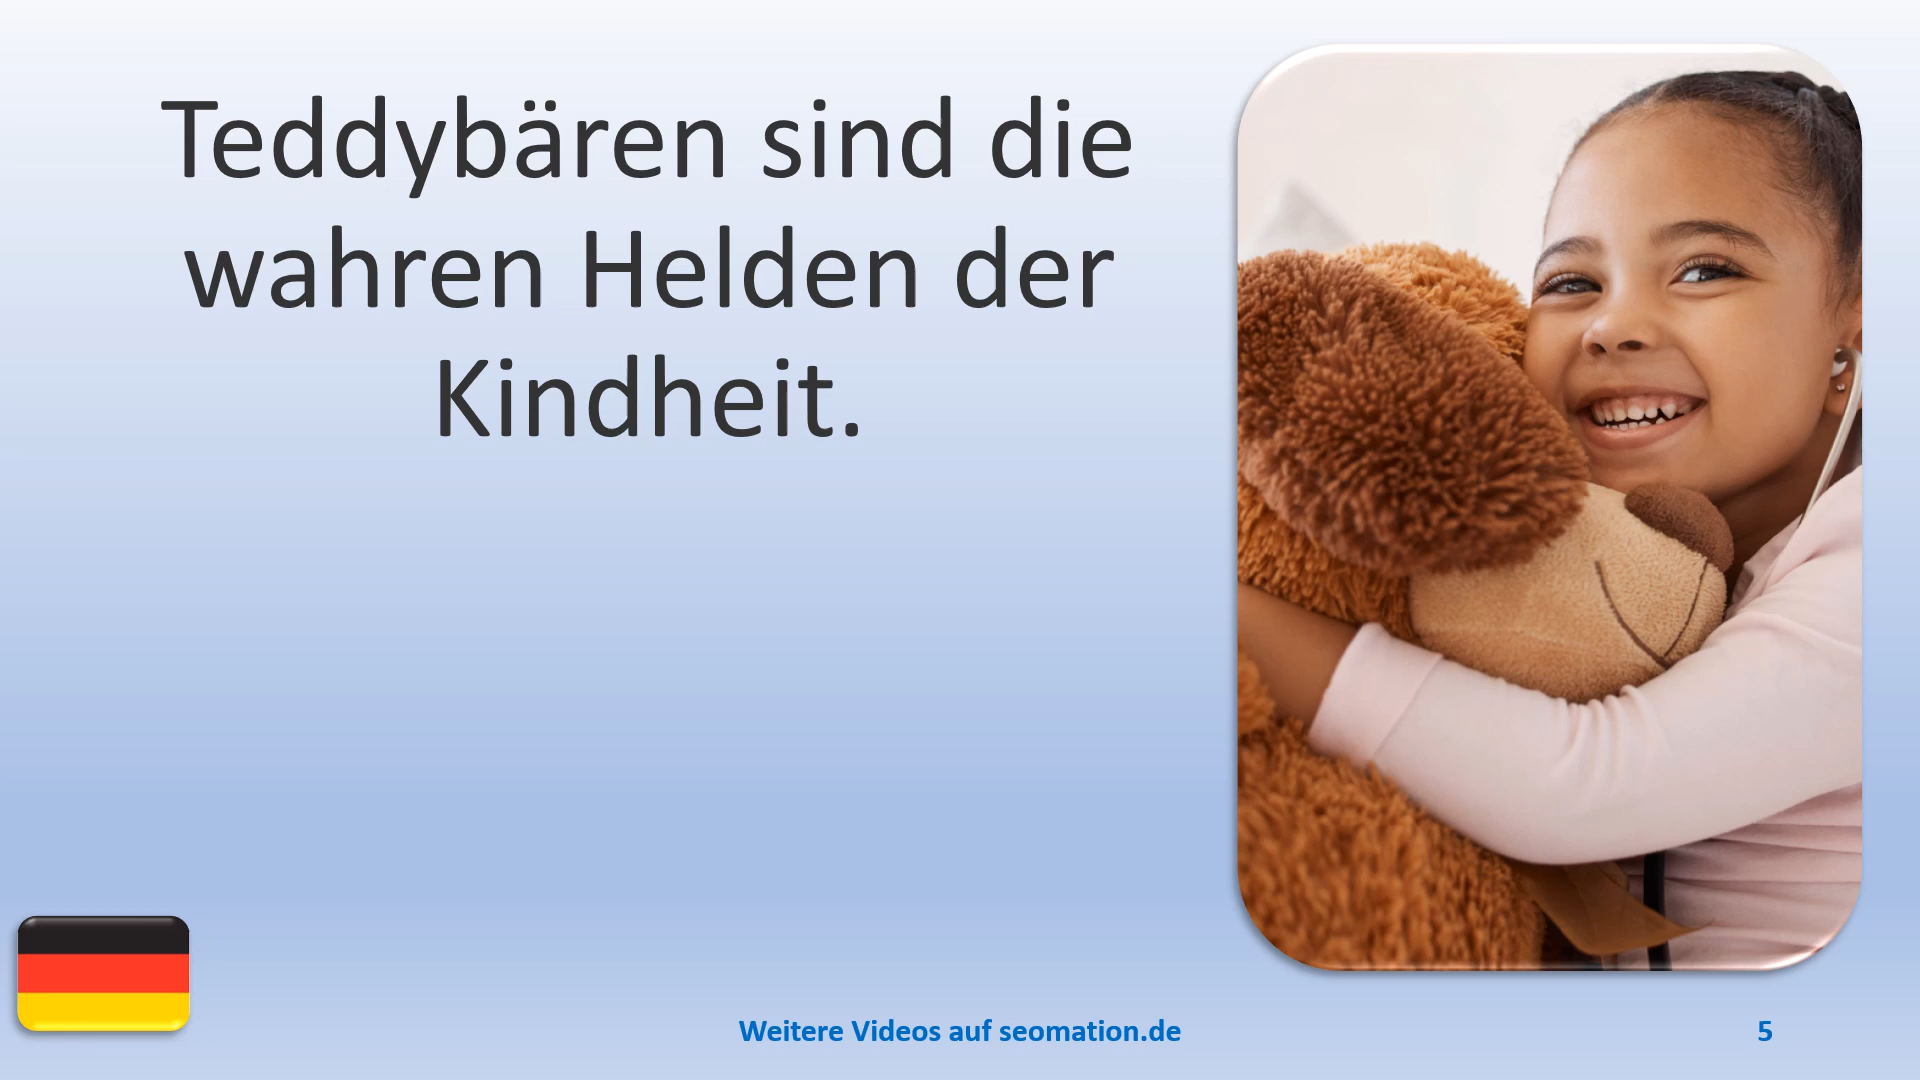 Teddybären sind die
wahren Helden der
Kindheit.
Weitere Videos auf seomation.de
5